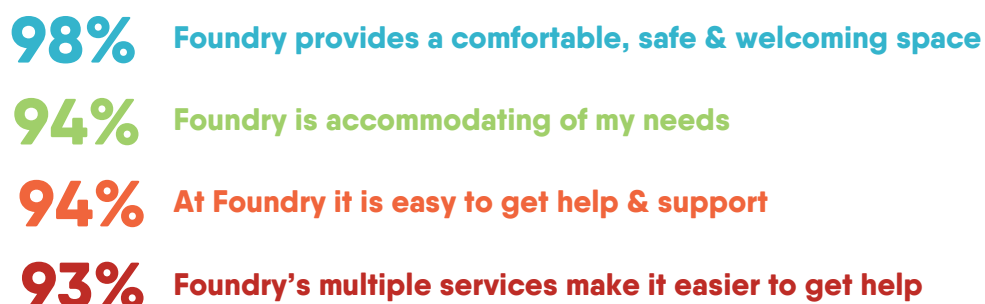 98% Foundry provides a comfortable, safe & welcoming space
94% Foundry is accommodating of my needs
94% At Foundry it is easy to get help & support
93% Foundry’s multiple services make it easier to get help